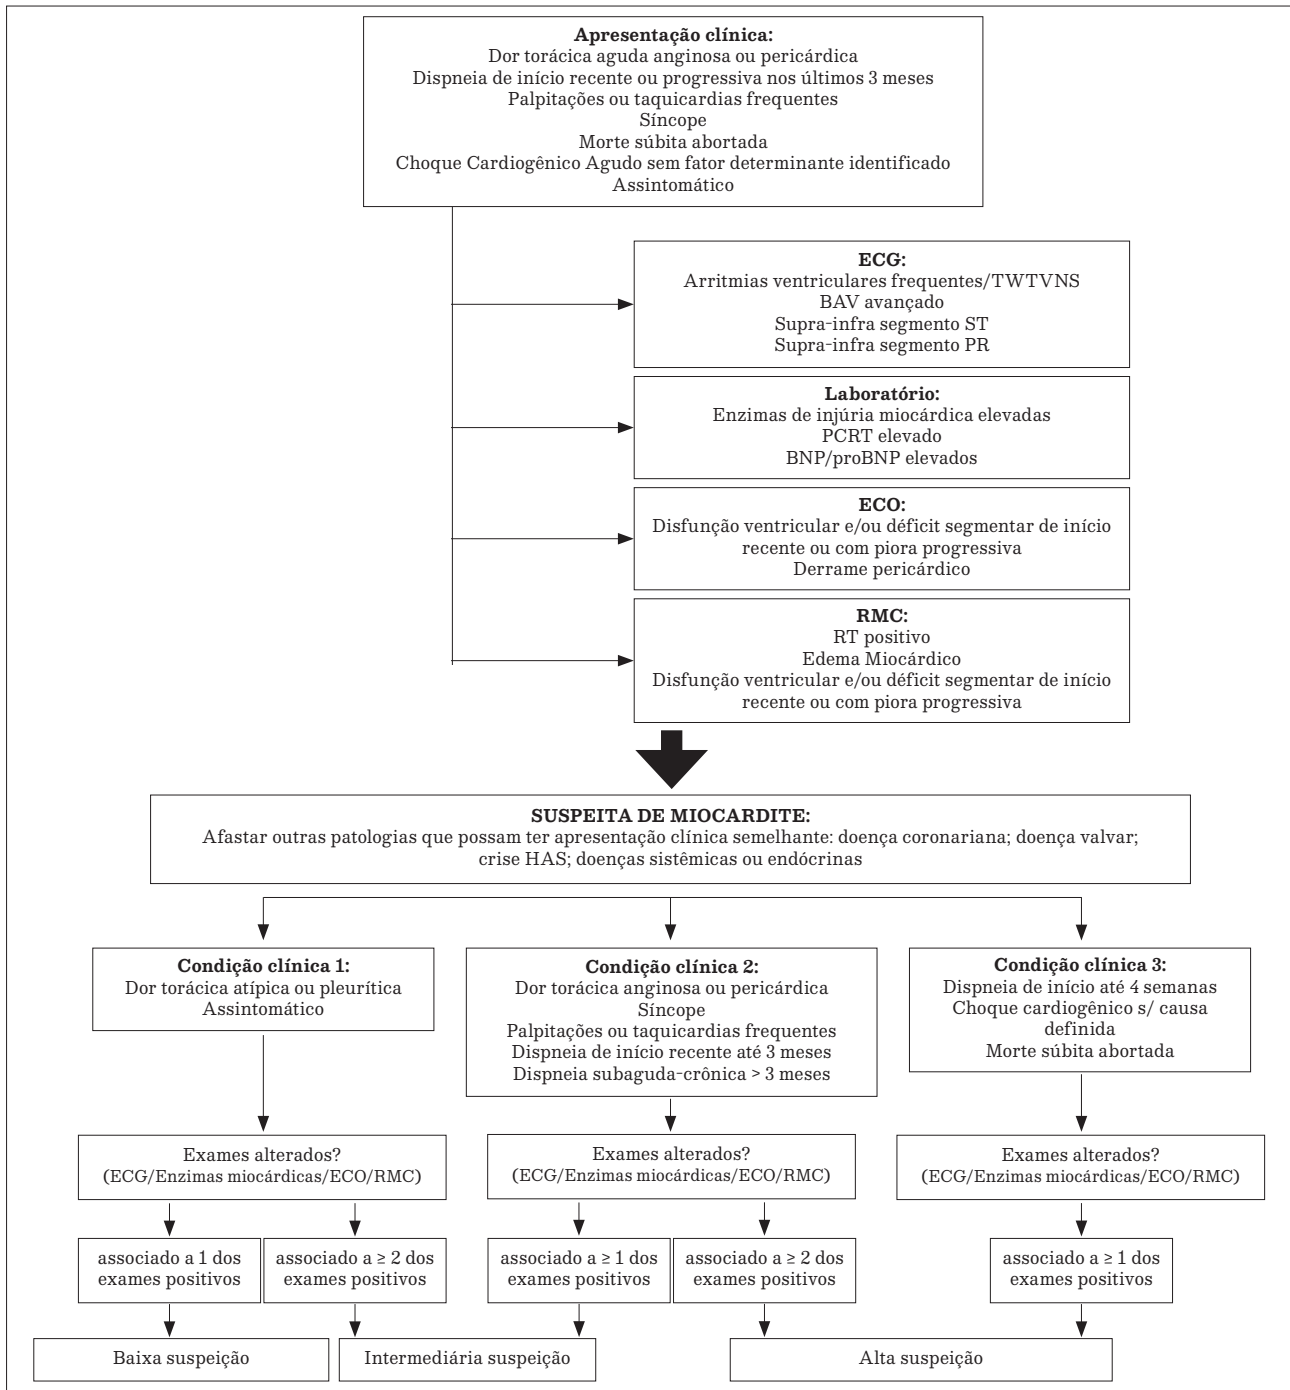 Apresentação clínica:
Dor torácica aguda anginosa ou pericárdica
Dispneia de início recente ou progressiva nos últimos 3 meses
Palpitações ou taquicardias frequentes
Síncope
Morte súbita abortada
Choque Cardiogênico Agudo sem fator determinante identificado
Assintomático
ECG:
Arritmias ventriculares frequentes/TWTVNS
BAV avançado
Supra-infra segmento ST
Supra-infra segmento PR
Laboratório:
Enzimas de injúria miocárdica elevadas
PCRT elevado
BNP/proBNP elevados
ECO:
Disfunção ventricular e/ou déficit segmentar de início
recente ou com piora progressiva
Derrame pericárdico
RMC:
RT positivo
Edema Miocárdico
Disfunção ventricular e/ou déficit segmentar de início
recente ou com piora progressiva
SUSPEITA DE MIOCARDITE:
Afastar outras patologias que possam ter apresentação clínica semelhante: doença coronariana; doença valvar;
crise HAS; doenças sistêmicas ou endócrinas
Condição clínica 1:
Dor torácica atípica ou pleurítica
Assintomático
Condição clínica 2:
Dor torácica anginosa ou pericárdica
Síncope
Palpitações ou taquicardias frequentes
Dispneia de início recente até 3 meses
Dispneia subaguda-crônica > 3 meses
Condição clínica 3:
Dispneia de início até 4 semanas
Choque cardiogênico s/ causa
definida
Morte súbita abortada
Exames alterados?
(ECG/Enzimas miocárdicas/ECO/RMC)
Exames alterados?
(ECG/Enzimas miocárdicas/ECO/RMC)
Exames alterados?
(ECG/Enzimas miocárdicas/ECO/RMC)
associado a 1 dos
exames positivos
associado a ≥ 2 dos
exames positivos
associado a ≥ 1 dos
exames positivos
associado a ≥ 2 dos
exames positivos
associado a ≥ 1 dos
exames positivos
Baixa suspeição
Intermediária suspeição
Alta suspeição